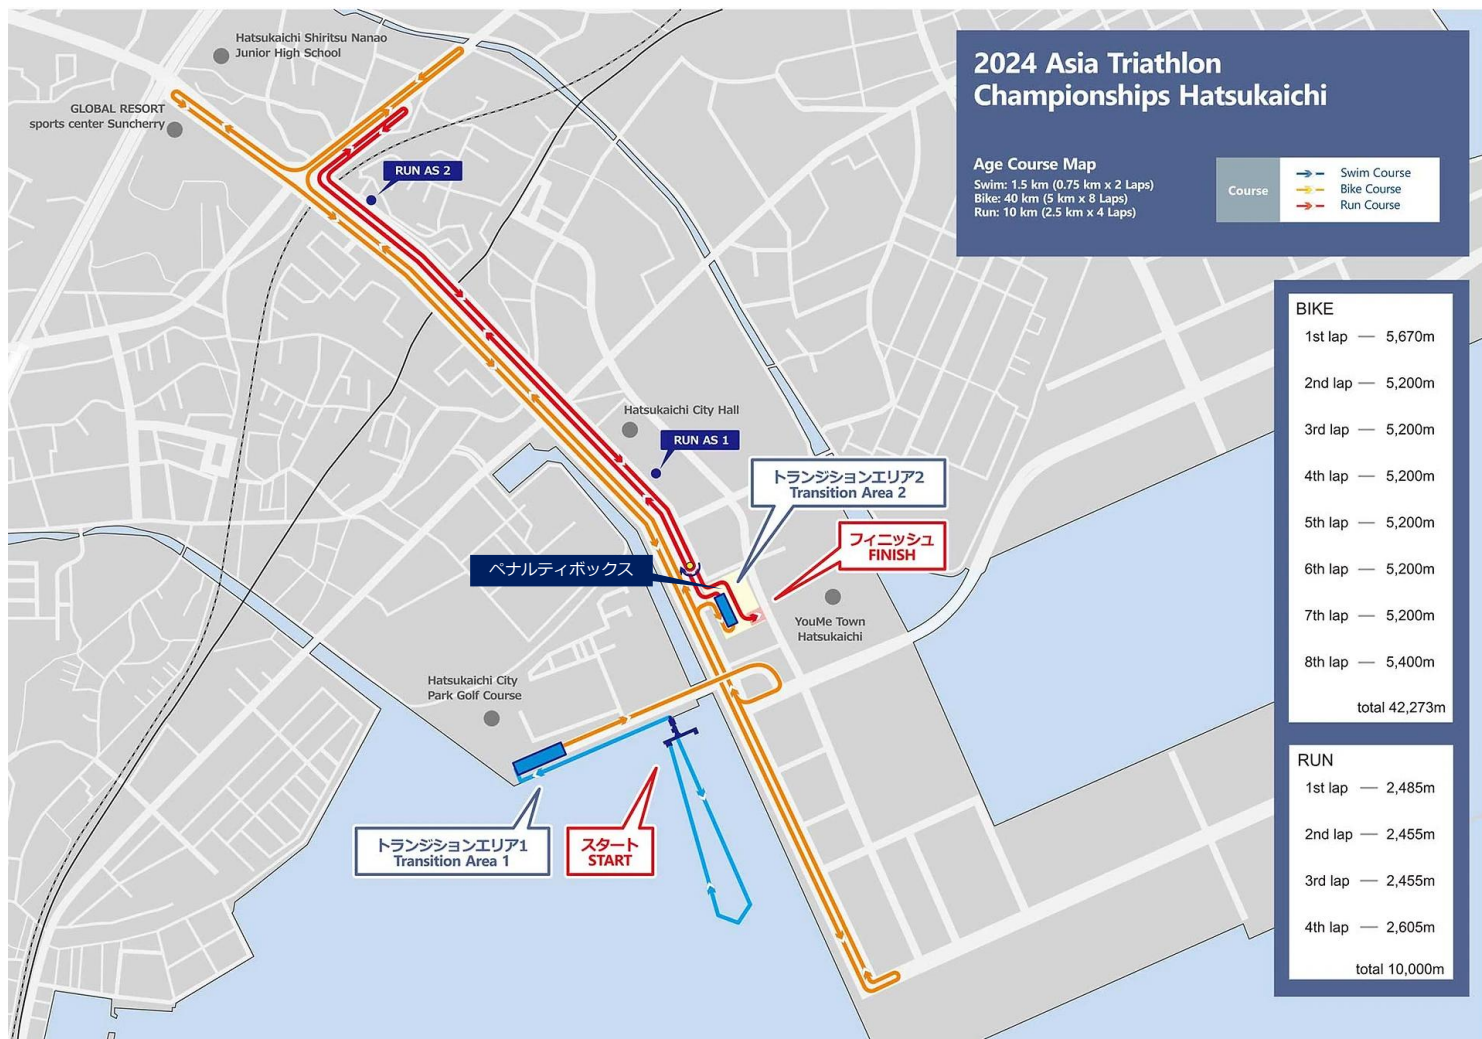 2024 Asia Triathlon
Championships Hatsukaichi
Age Course Map
Swim: 1.5 km (0.75 km x 2 Laps)
Bike: 40 km (5 km x 8 Laps)
Run: 10 km (2.5 km x 4 Laps)
Course
Swim Course
Bike Course
Run Course
Hatsukaichi Shiritsu Nanao
Junior High School
GLOBAL RESORT
sports center Suncherry
RUN AS 2
Hatsukaichi City Hall
RUN AS 1
トランジションエリア2
Transition Area 2
フィニッシュ
FINISH
ペナルティボックス
YouMe Town
Hatsukaichi
Hatsukaichi City
Park Golf Course
トランジションエリア1
Transition Area 1
スタート
START
BIKE
1st lap — 5,670m
2nd lap — 5,200m
3rd lap — 5,200m
4th lap — 5,200m
5th lap — 5,200m
6th lap — 5,200m
7th lap — 5,200m
8th lap — 5,400m
total 42,273m
RUN
1st lap — 2,485m
2nd lap — 2,455m
3rd lap — 2,455m
4th lap — 2,605m
total 10,000m